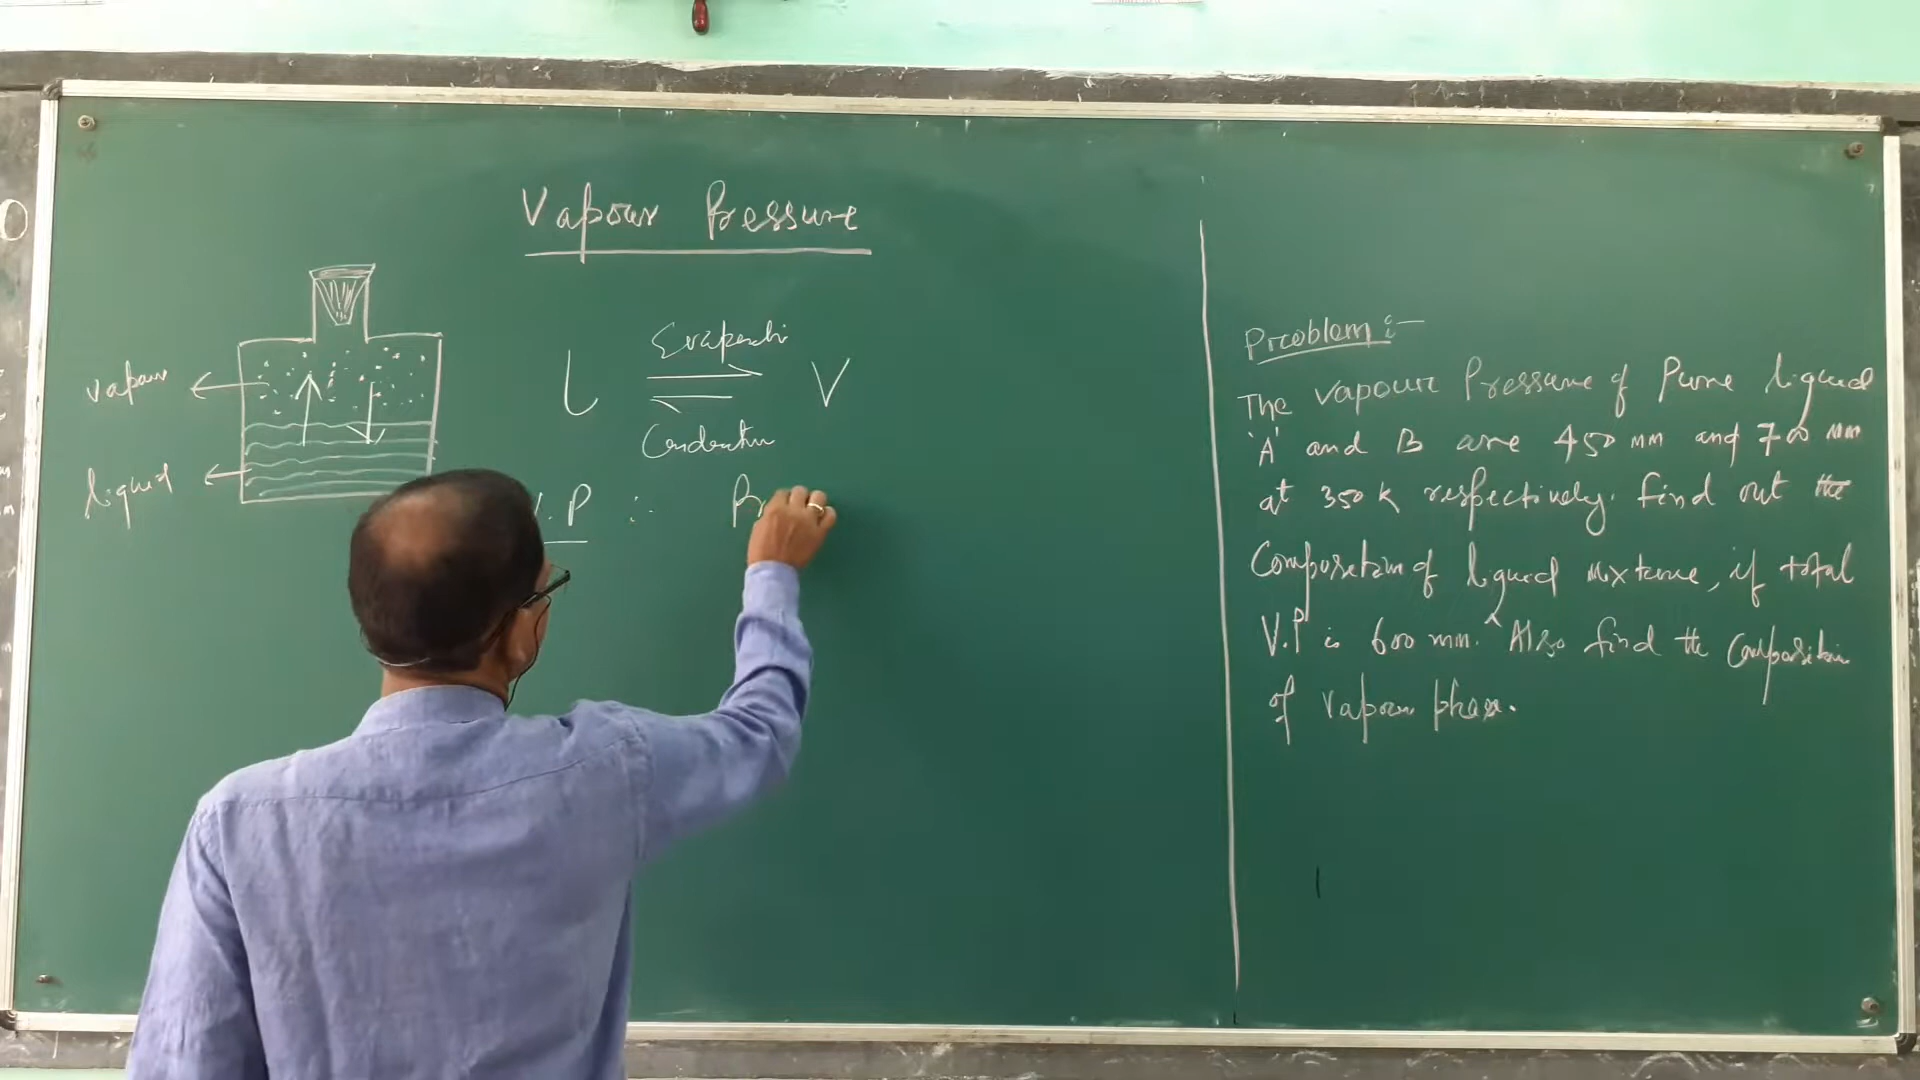 Vapour Pressure
Evaporati
vapour
L
V
Condensation
liquid
V.P :
Pr
Problem :-
The vapour Pressure of Pure liquid
'A' and B are 450 mm and 700 mm
at 350 K respectively. find out the
Composition of liquid mixture, if total
V.P is 600 mm. Also find the Composition
of vapour phase.